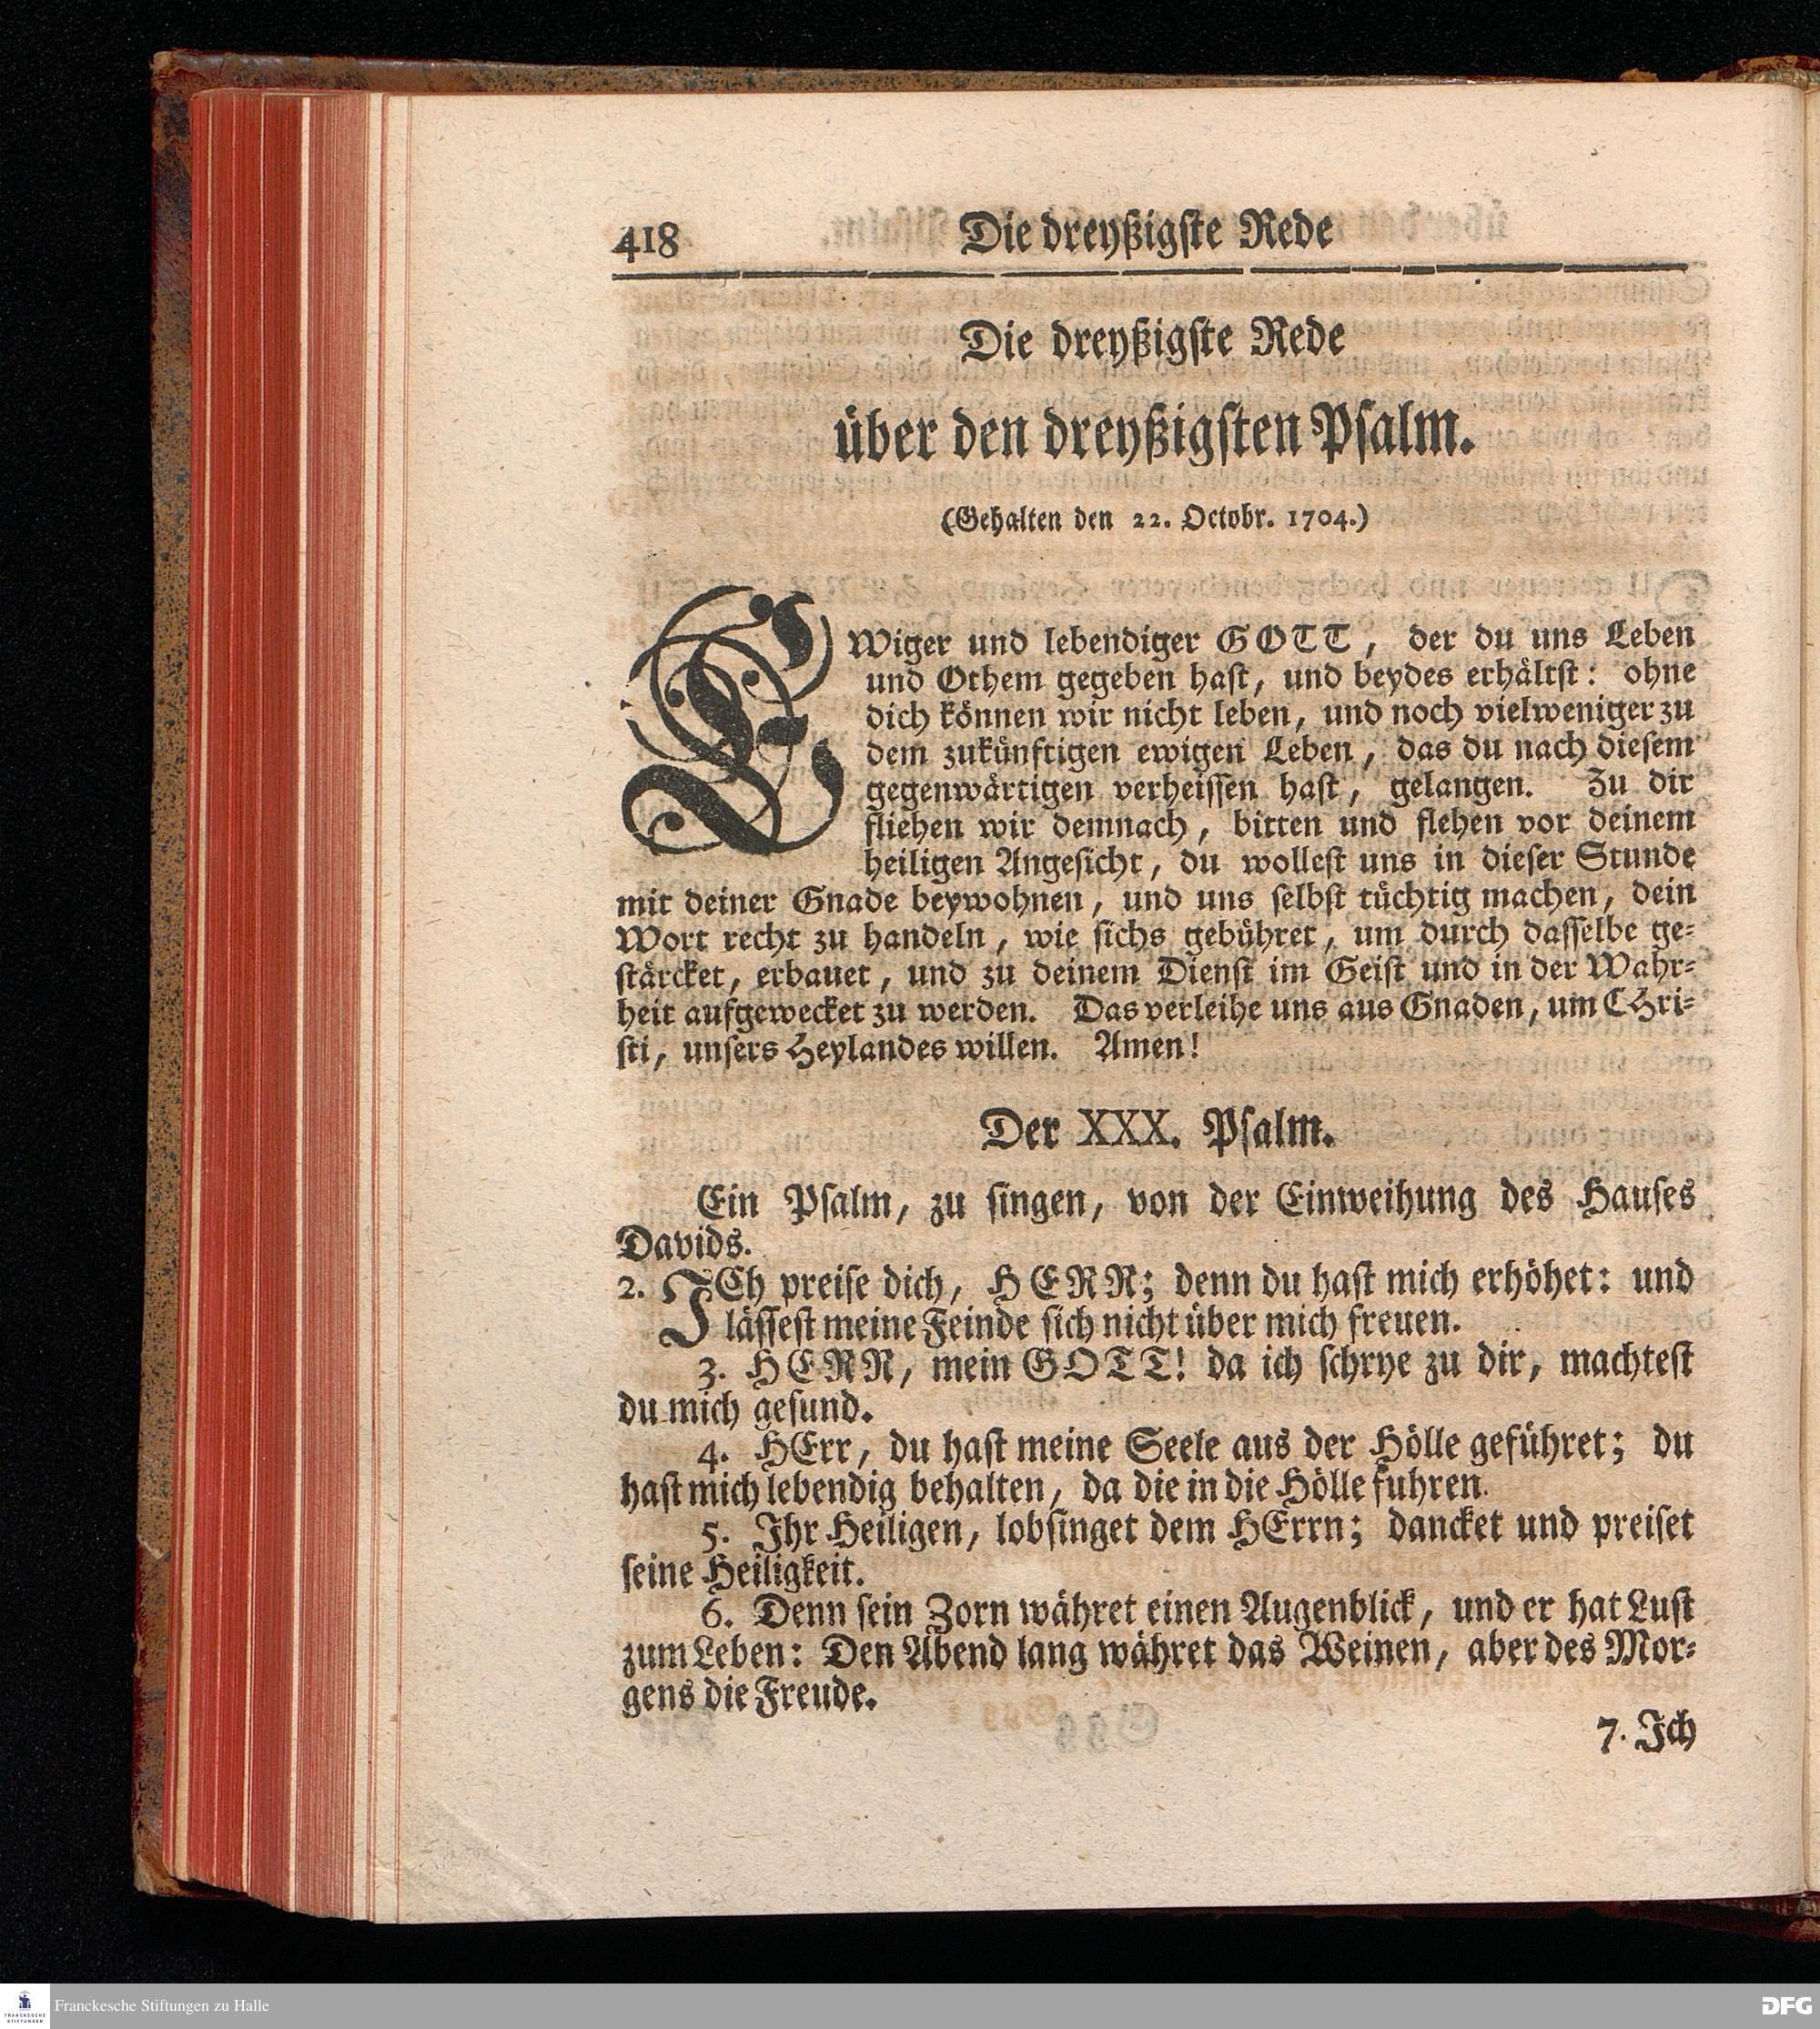 418 Die dreyßigste Rede
Die dreyßigste Rede
über den dreyßigsten Psalm.
(Gehalten den 22. Octobr. 1704.)
EWiger und lebendiger GOTT, der du uns Leben
und Othem gegeben hast, und beydes erhältst: ohne
dich können wir nicht leben, und noch vielweniger zu
dem zukünftigen ewigen Leben, das du nach diesem
gegenwärtigen verheissen hast, gelangen. Zu dir
fliehen wir demnach, bitten und flehen vor deinem
heiligen Angesicht, du wollest uns in dieser Stunde
mit deiner Gnade beywohnen, und uns selbst tüchtig machen, dein
Wort recht zu handeln, wie sichs gebühret, um durch dasselbe ge-
stärcket, erbauet, und zu deinem Dienst im Geist und in der Wahr-
heit aufgewecket zu werden. Das verleihe uns aus Gnaden, um CHri-
sti, unsers Heylandes willen. Amen!
Der XXX. Psalm.
Ein Psalm, zu singen, von der Einweihung des Hauses
Davids.
2. JCh preise dich, HERR; denn du hast mich erhöhet: und
lässest meine Feinde sich nicht über mich freuen.
3. HERR, mein GOTT! da ich schrye zu dir, machtest
du mich gesund.
4. HErr, du hast meine Seele aus der Hölle geführet; du
hast mich lebendig behalten, da die in die Hölle fuhren.
5. Ihr Heiligen, lobsinget dem HErrn; dancket und preiset
seine Heiligkeit.
6. Denn sein Zorn währet einen Augenblick, und er hat Lust
zum Leben: Den Abend lang währet das Weinen, aber des Mor-
gens die Freude.
7. Ich
FRANCKESCHE
STIFTUNGEN
Franckesche Stiftungen zu Halle
DFG